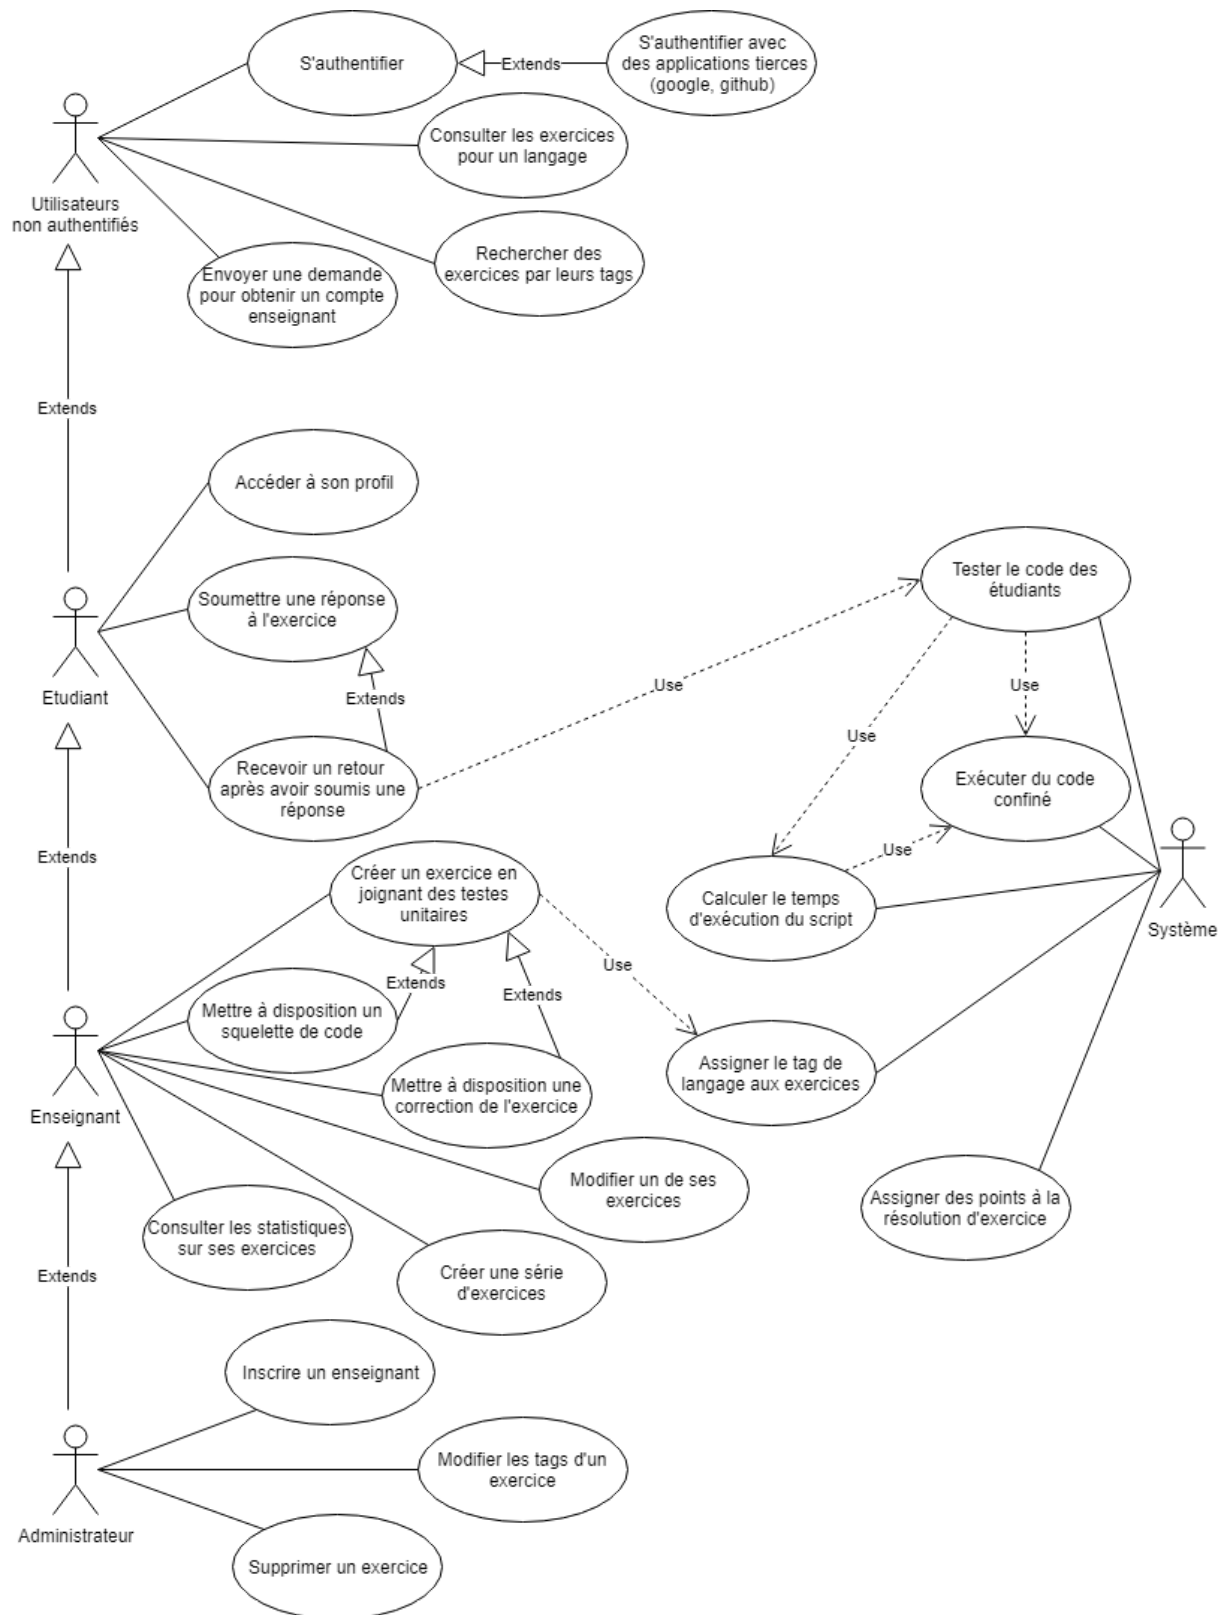 S'authentifier
Extends
S'authentifier avec
des applications tierces
(google, github)
Consulter les exercices
pour un langage
Utilisateurs
non authentifiés
Rechercher des
exercices par leurs tags
Envoyer une demande
pour obtenir un compte
enseignant
Extends
Accéder à son profil
Tester le code des
étudiants
Soumettre une réponse
à l'exercice
Etudiant
Extends
Use
Use
Use
Recevoir un retour
après avoir soumis une
réponse
Exécuter du code
confiné
Extends
Use
Créer un exercice en
joignant des testes
unitaires
Calculer le temps
d'exécution du script
Système
Use
Extends
Extends
Mettre à disposition un
squelette de code
Assigner le tag de
langage aux exercices
Mettre à disposition une
correction de l'exercice
Enseignant
Modifier un de ses
exercices
Assigner des points à la
résolution d'exercice
Consulter les statistiques
sur ses exercices
Extends
Créer une série
d'exercices
Inscrire un enseignant
Modifier les tags d'un
exercice
Administrateur
Supprimer un exercice